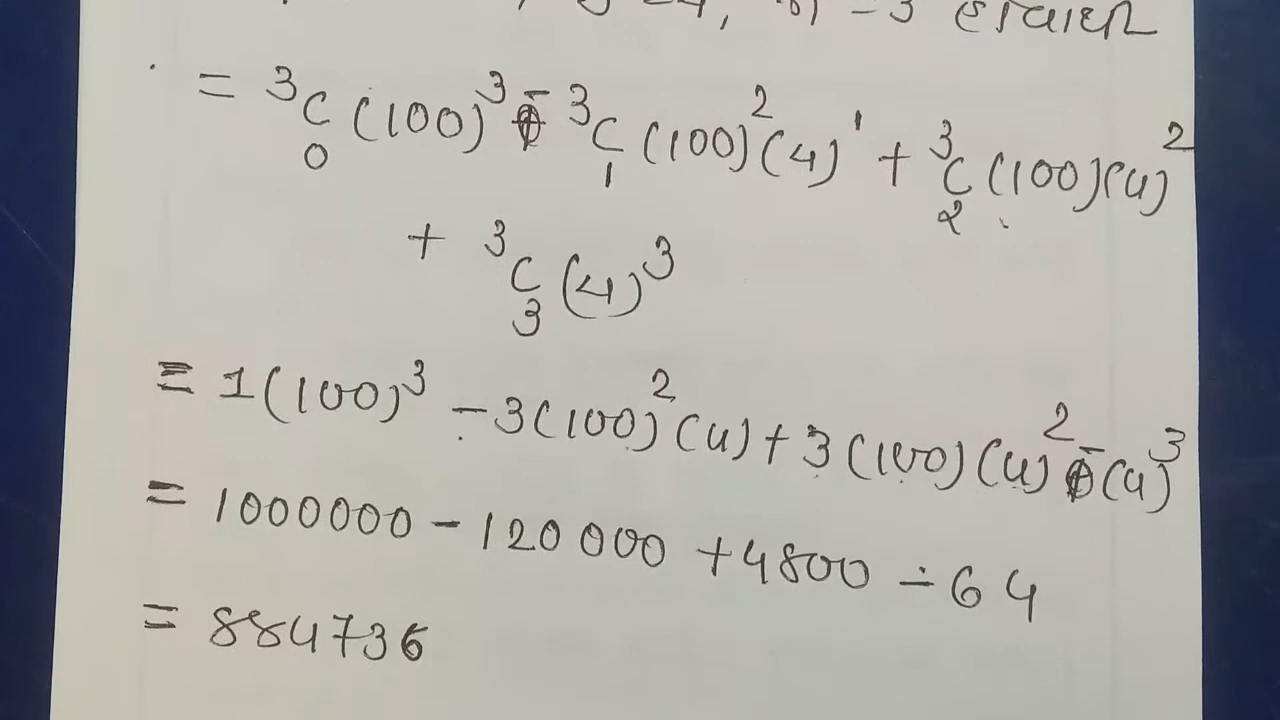 = ³C₀ (100)³ - ³C₁ (100)² (4)¹ + ³C₂ (100)(4)²
+ ³C₃ (4)³
= 1(100)³ - 3(100)² (4) + 3(100)(4)² - (4)³
= 1000000 - 120000 + 4800 - 64
= 884736